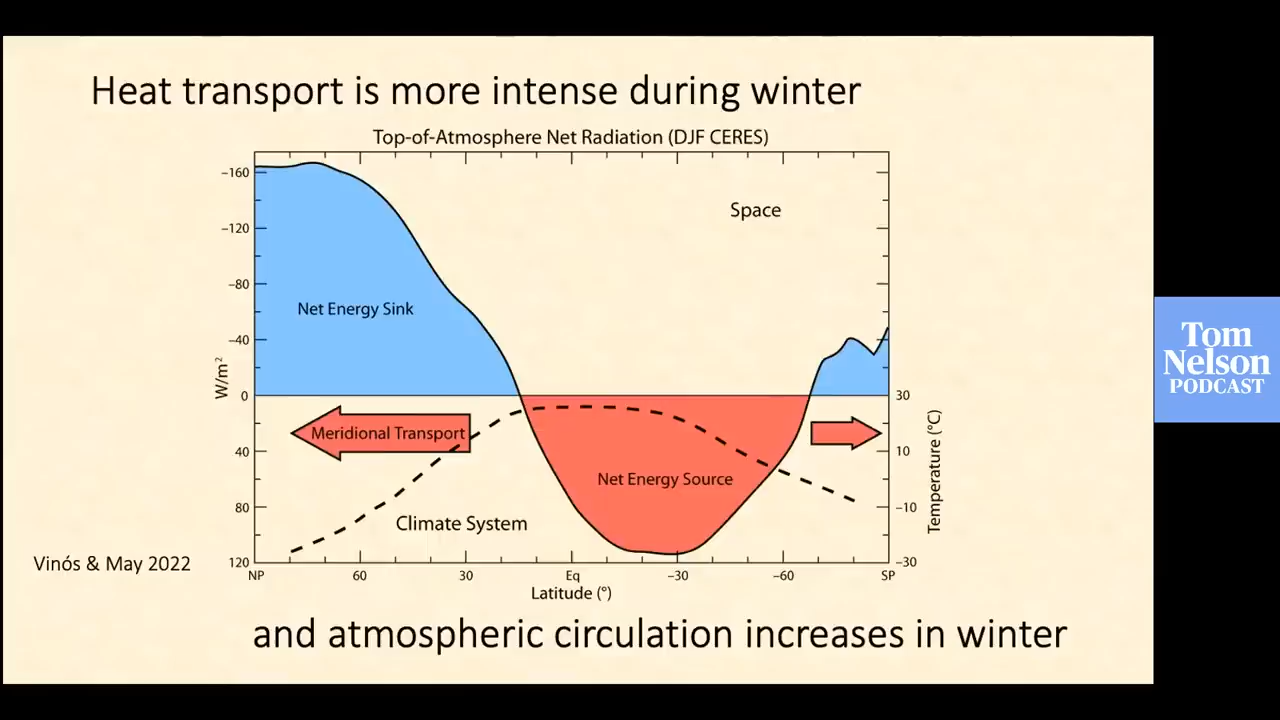 Heat transport is more intense during winter
Top-of-Atmosphere Net Radiation (DJF CERES)
–160
Space
–120
–80
Net Energy Sink
–40
W/m²
0
30
Meridional Transport
40
10
Net Energy Source
Temperature (°C)
80
–10
Climate System
120
–30
NP
60
30
Eq
–30
–60
SP
Latitude (°)
Vinós & May 2022
and atmospheric circulation increases in winter
Tom
Nelson
PODCAST